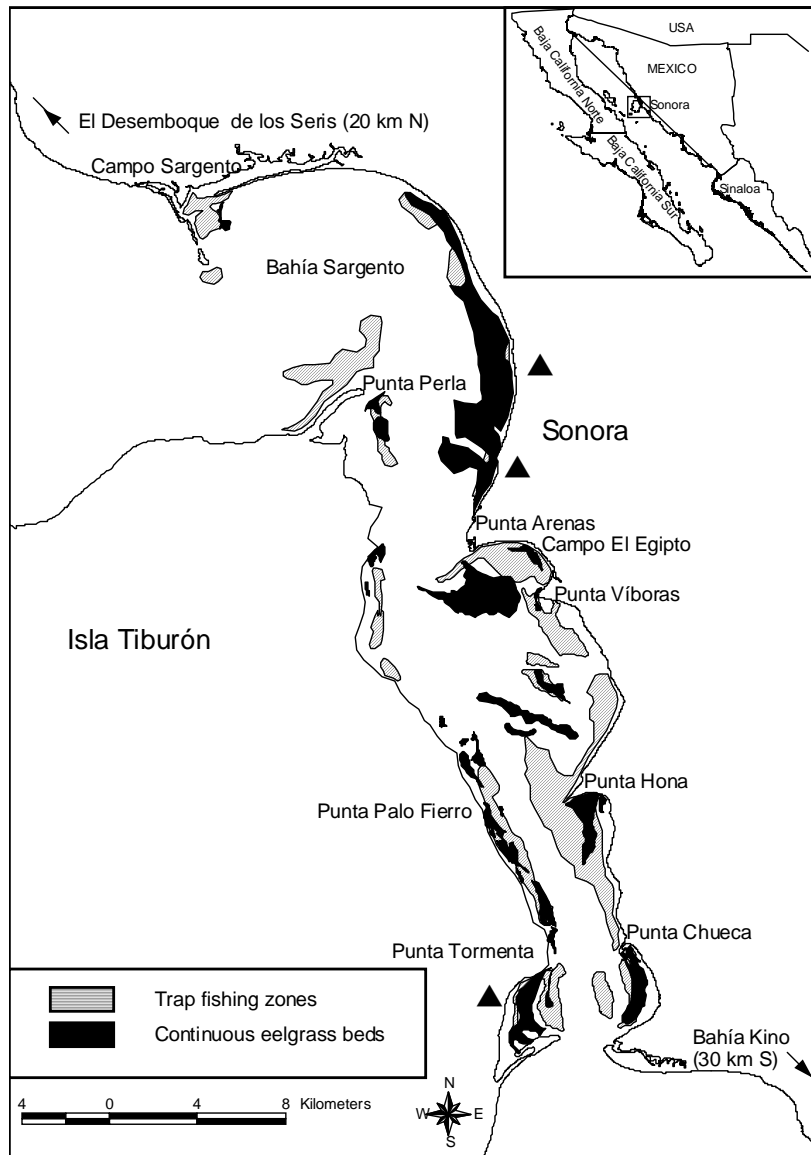 USA
MEXICO
Baja California Norte
Sonora
Baja California Sur
Sinaloa
El Desemboque de los Seris (20 km N)
Campo Sargento
Bahía Sargento
Punta Perla
Sonora
Punta Arenas
Campo El Egipto
Punta Víboras
Isla Tiburón
Punta Hona
Punta Palo Fierro
Punta Chueca
Punta Tormenta
Trap fishing zones
Continuous eelgrass beds
Bahía Kino
(30 km S)
4 0 4 8 Kilometers
N
W E
S